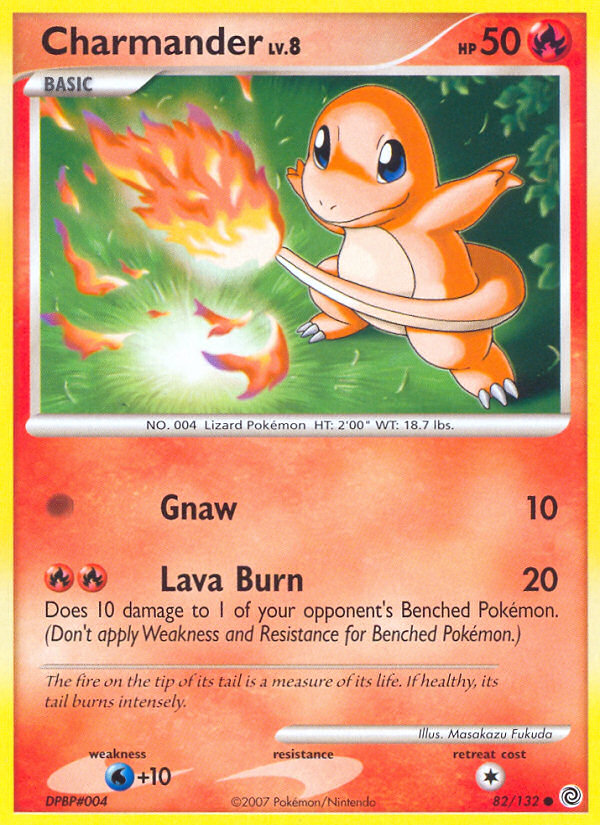 Charmander LV.8 HP 50
BASIC
NO. 004 Lizard Pokémon HT: 2'00" WT: 18.7 lbs.
Gnaw 10
Lava Burn 20
Does 10 damage to 1 of your opponent's Benched Pokémon.
(Don't apply Weakness and Resistance for Benched Pokémon.)
The fire on the tip of its tail is a measure of its life. If healthy, its
tail burns intensely.
Illus. Masakazu Fukuda
weakness resistance retreat cost
+10
DPBP#004 ©2007 Pokémon/Nintendo 82/132